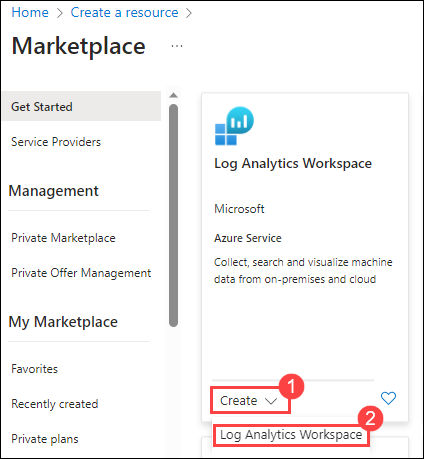 Home > Create a resource >
Marketplace ...
Get Started
Service Providers
Management
Private Marketplace
Private Offer Management
My Marketplace
Favorites
Recently created
Private plans
Log Analytics Workspace
Microsoft
Azure Service
Collect, search and visualize machine
data from on-premises and cloud
1
Create
2
Log Analytics Workspace